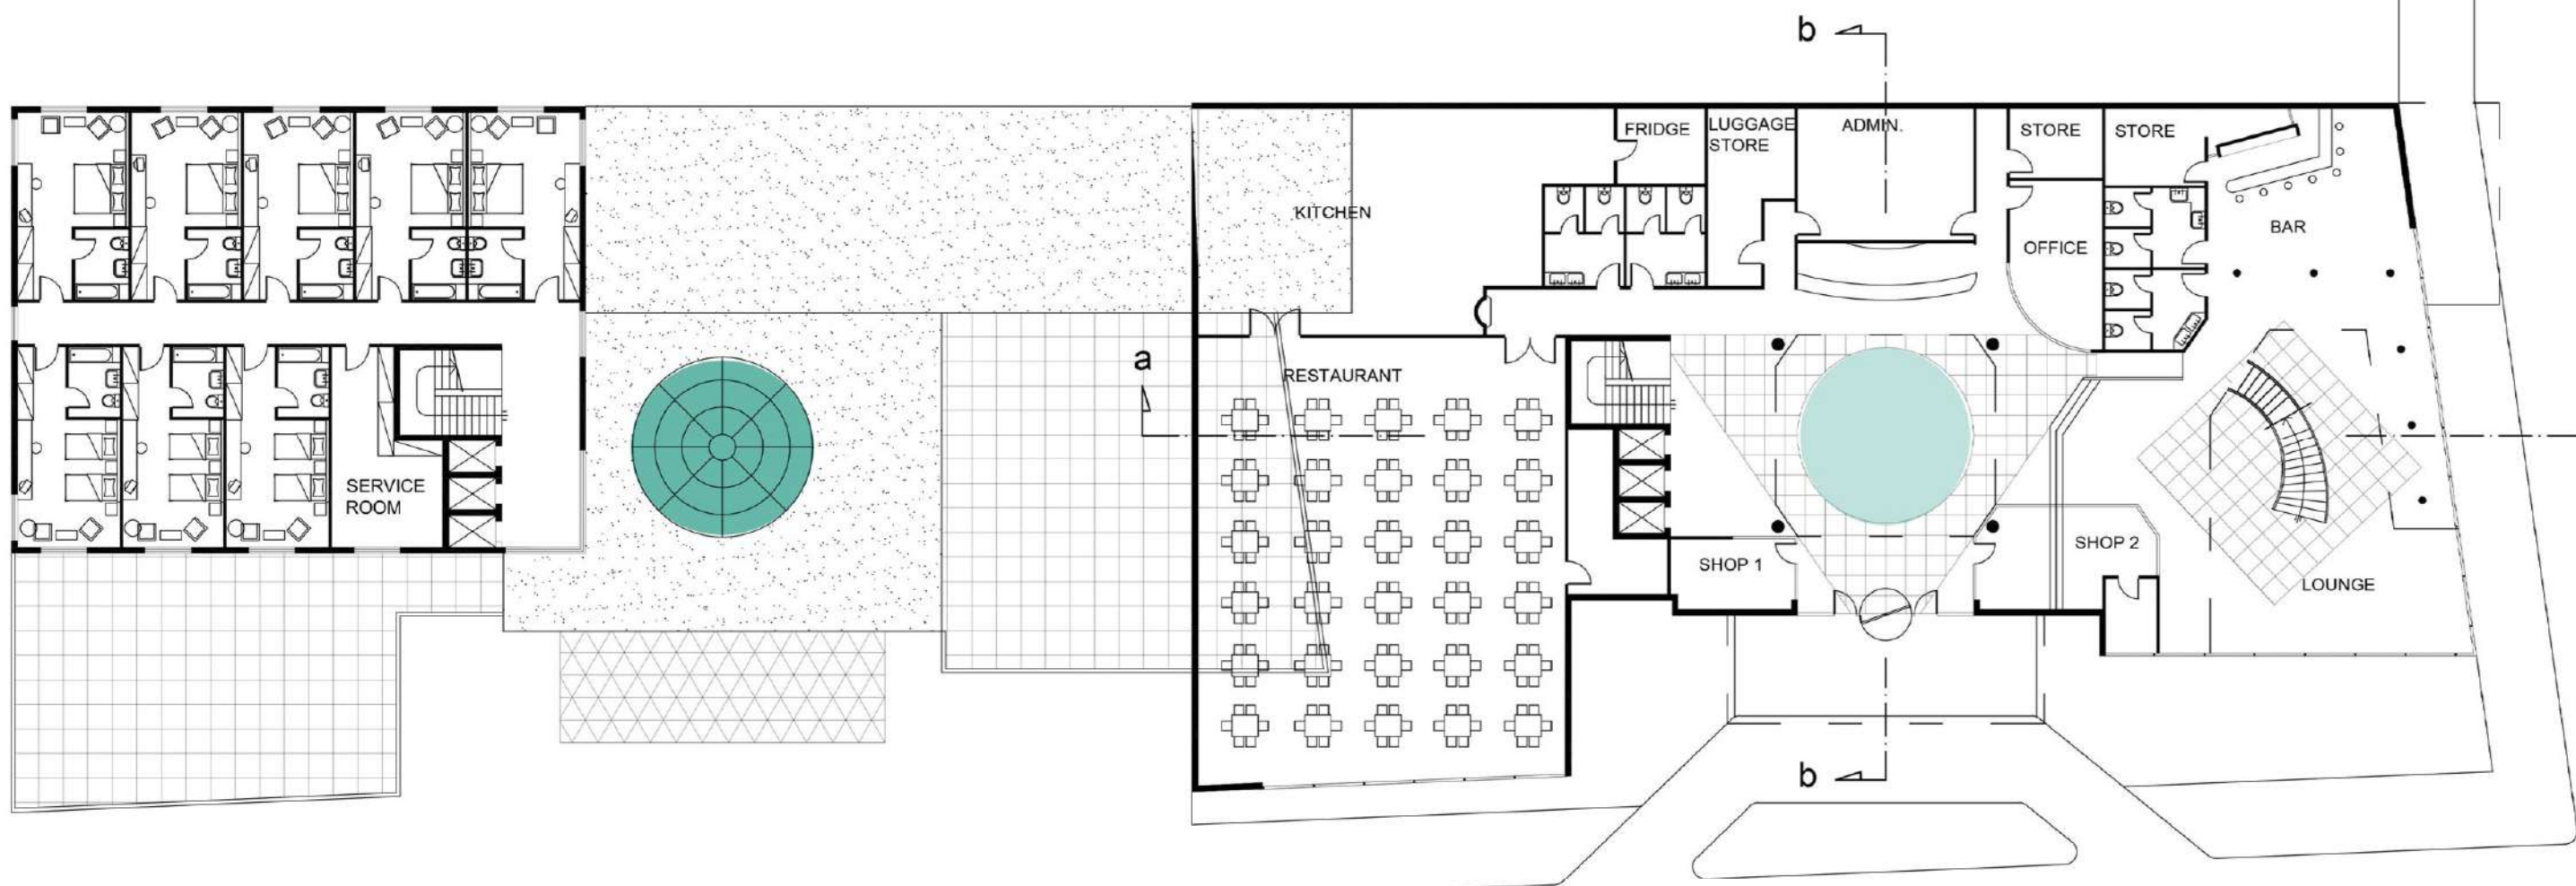 b
FRIDGE
LUGGAGE
STORE
ADMIN.
STORE
STORE
KITCHEN
BAR
OFFICE
a
RESTAURANT
SERVICE
ROOM
SHOP 1
SHOP 2
LOUNGE
b